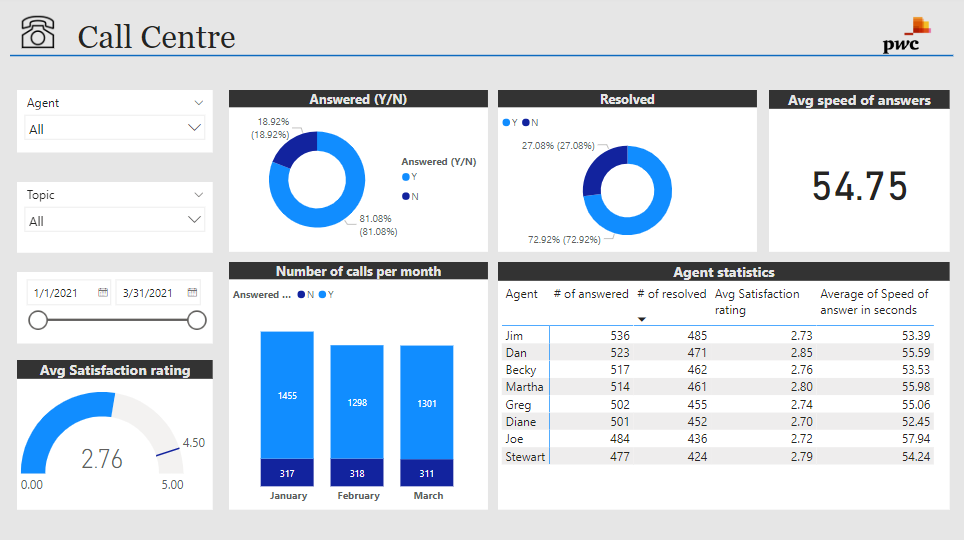 Call Centre
pwc
Agent
All
Topic
All
1/1/2021 3/31/2021
Avg Satisfaction rating
4.50
2.76
0.00 5.00
Answered (Y/N)
18.92%
(18.92%)
Answered (Y/N)
Y
N
81.08%
(81.08%)
Resolved
Y N
27.08% (27.08%)
72.92% (72.92%)
Avg speed of answers
54.75
Number of calls per month
Answered ... N Y
1455 1298 1301
317 318 311
January February March
Agent statistics
Agent # of answered # of resolved Avg Satisfaction rating Average of Speed of answer in seconds
Jim 536 485 2.73 53.39
Dan 523 471 2.85 55.59
Becky 517 462 2.76 53.53
Martha 514 461 2.80 55.98
Greg 502 455 2.74 55.06
Diane 501 452 2.70 52.45
Joe 484 436 2.72 57.94
Stewart 477 424 2.79 54.24